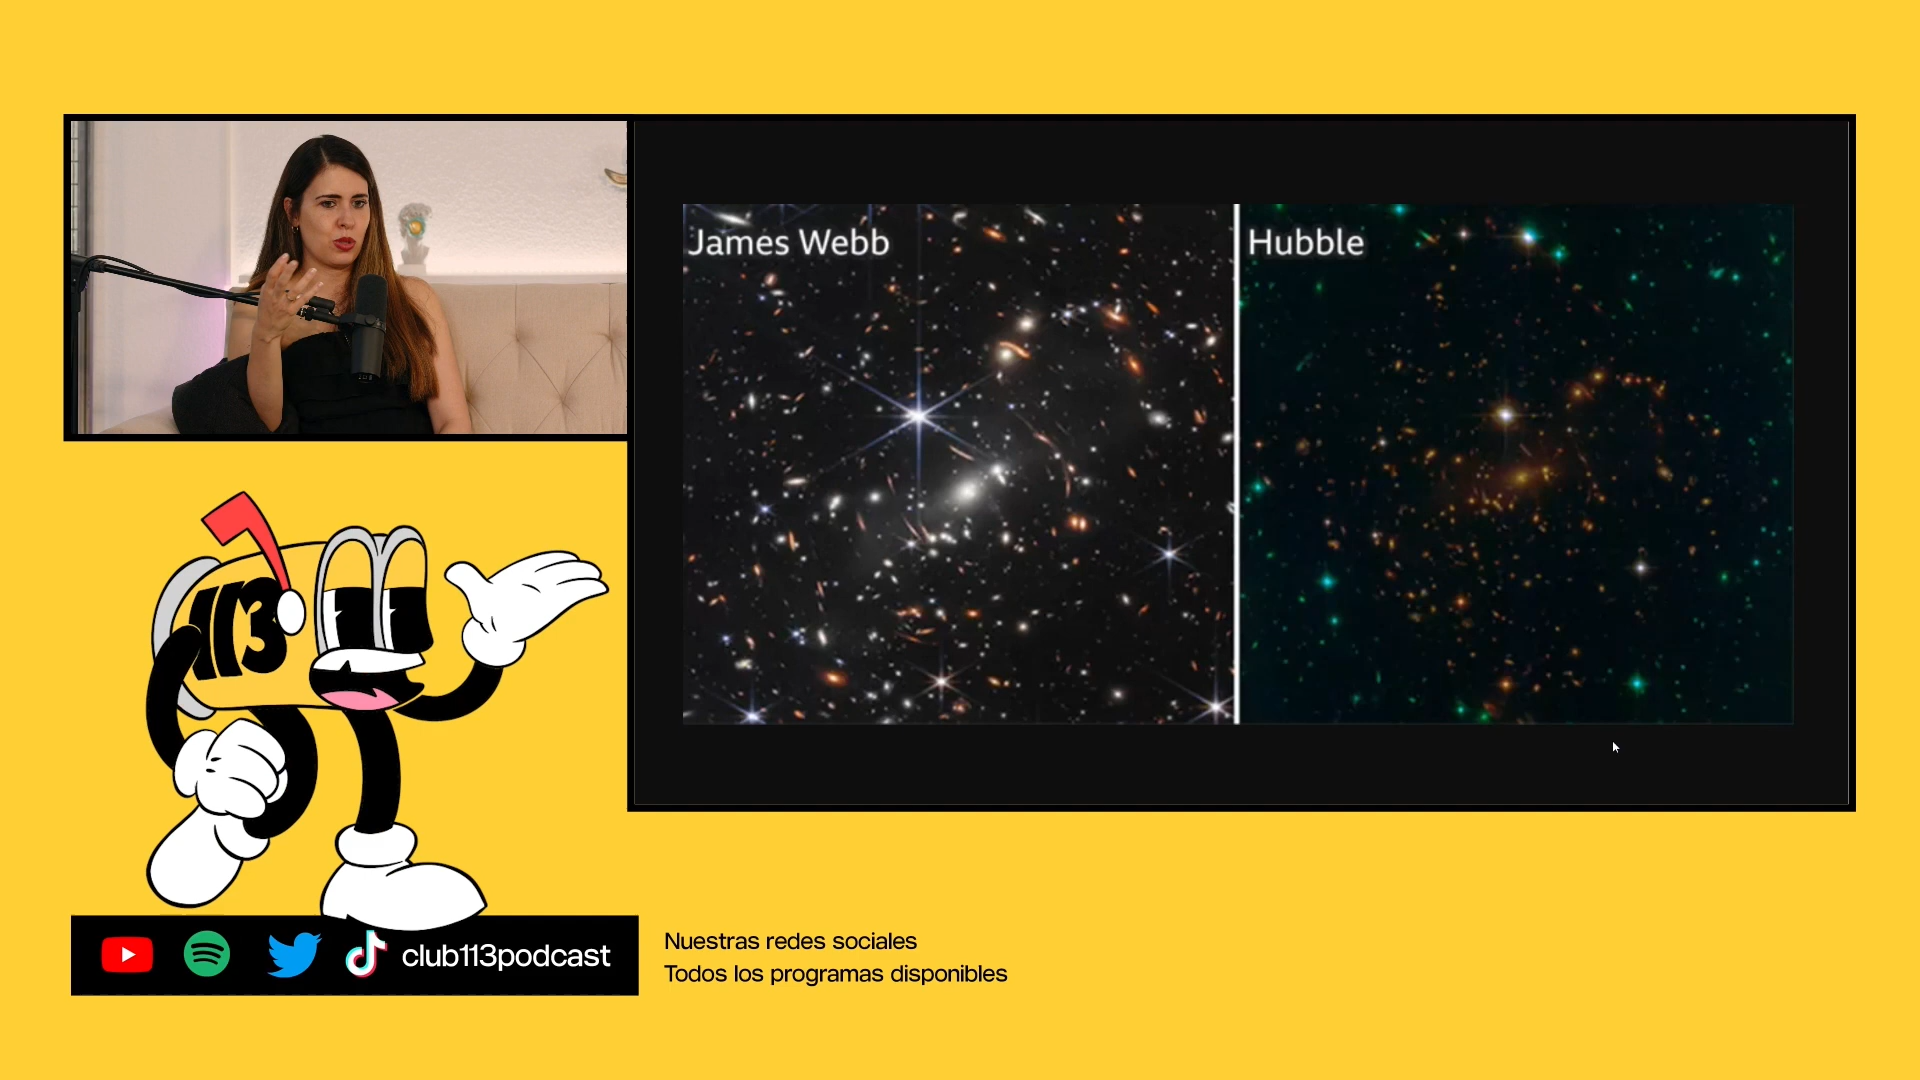 James Webb
Hubble
113
club113podcast
Nuestras redes sociales
Todos los programas disponibles